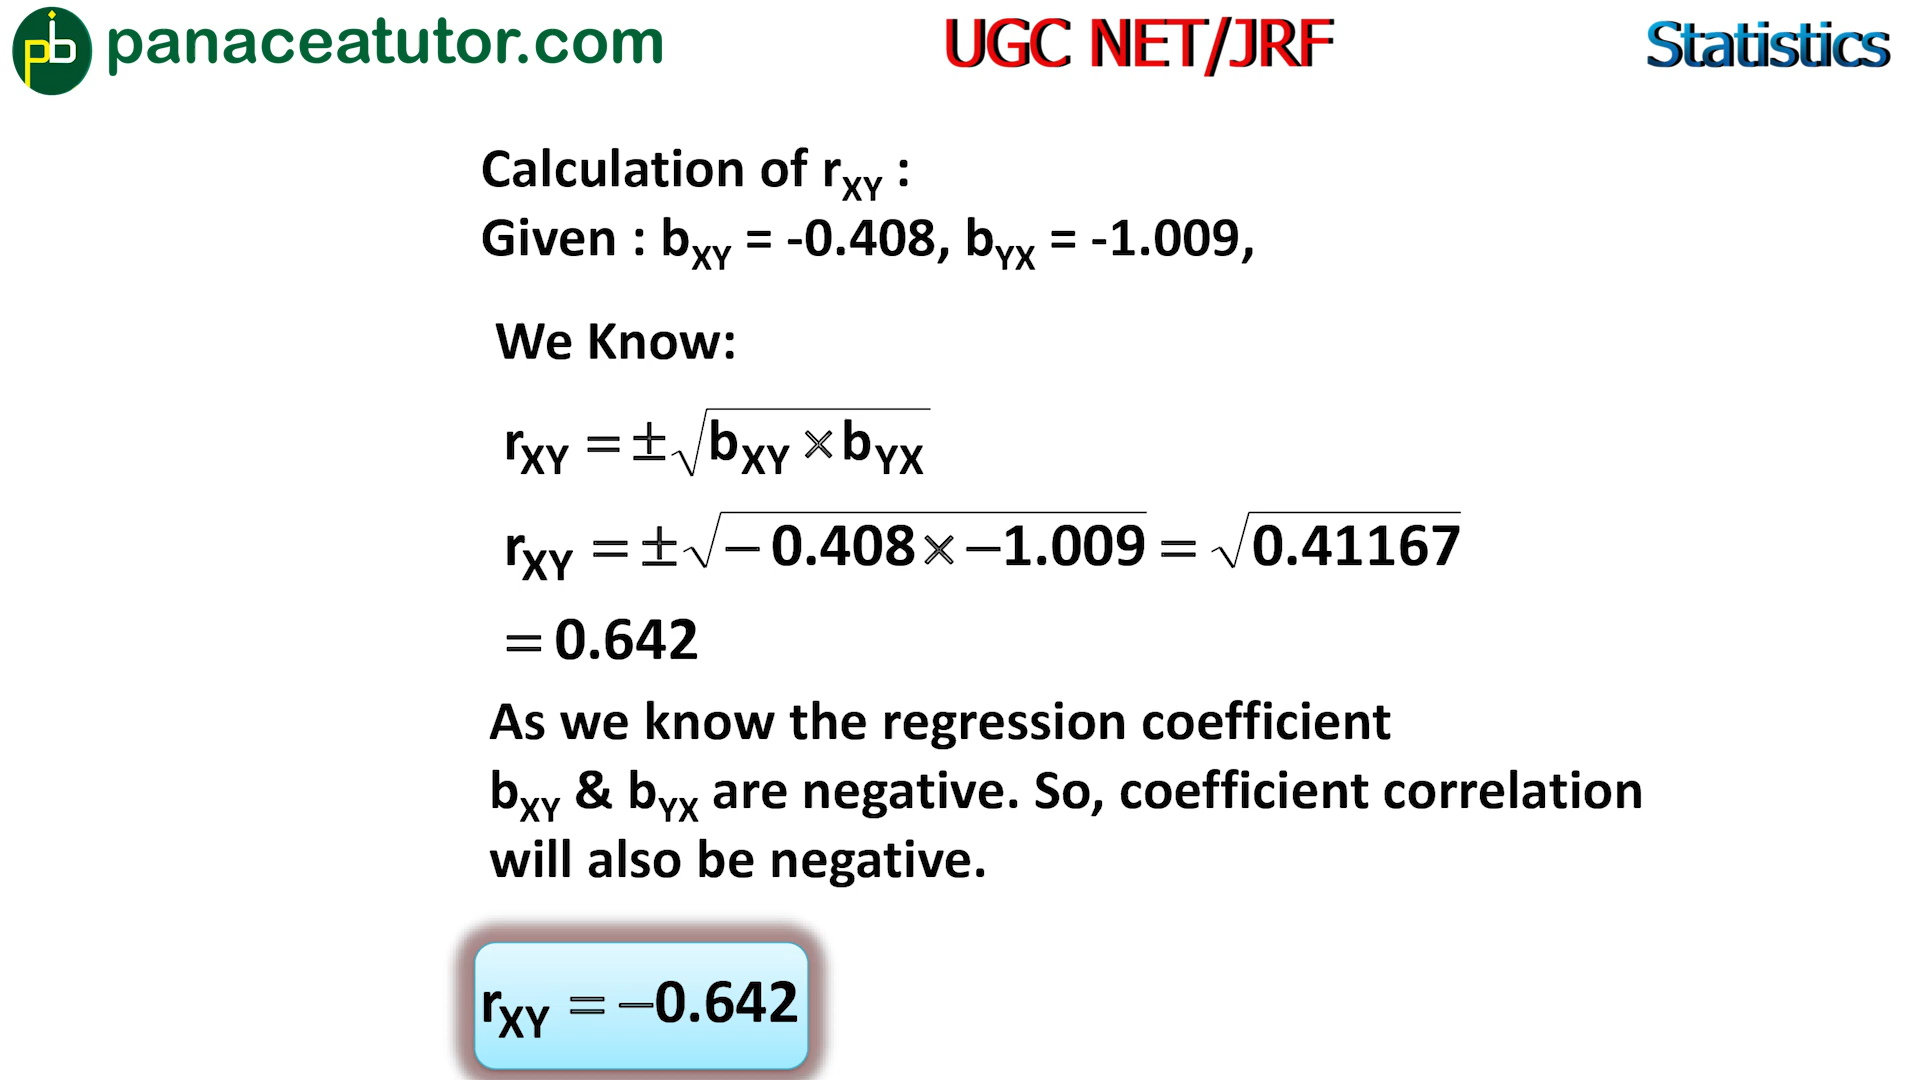 pb panaceatutor.com UGC NET/JRF Statistics
Calculation of rXY :
Given : bXY = -0.408, bYX = -1.009,
We Know:
rXY = ±√bXY × bYX
rXY = ±√−0.408 × −1.009 = √0.41167
= 0.642
As we know the regression coefficient
bXY & bYX are negative. So, coefficient correlation
will also be negative.
rXY = −0.642